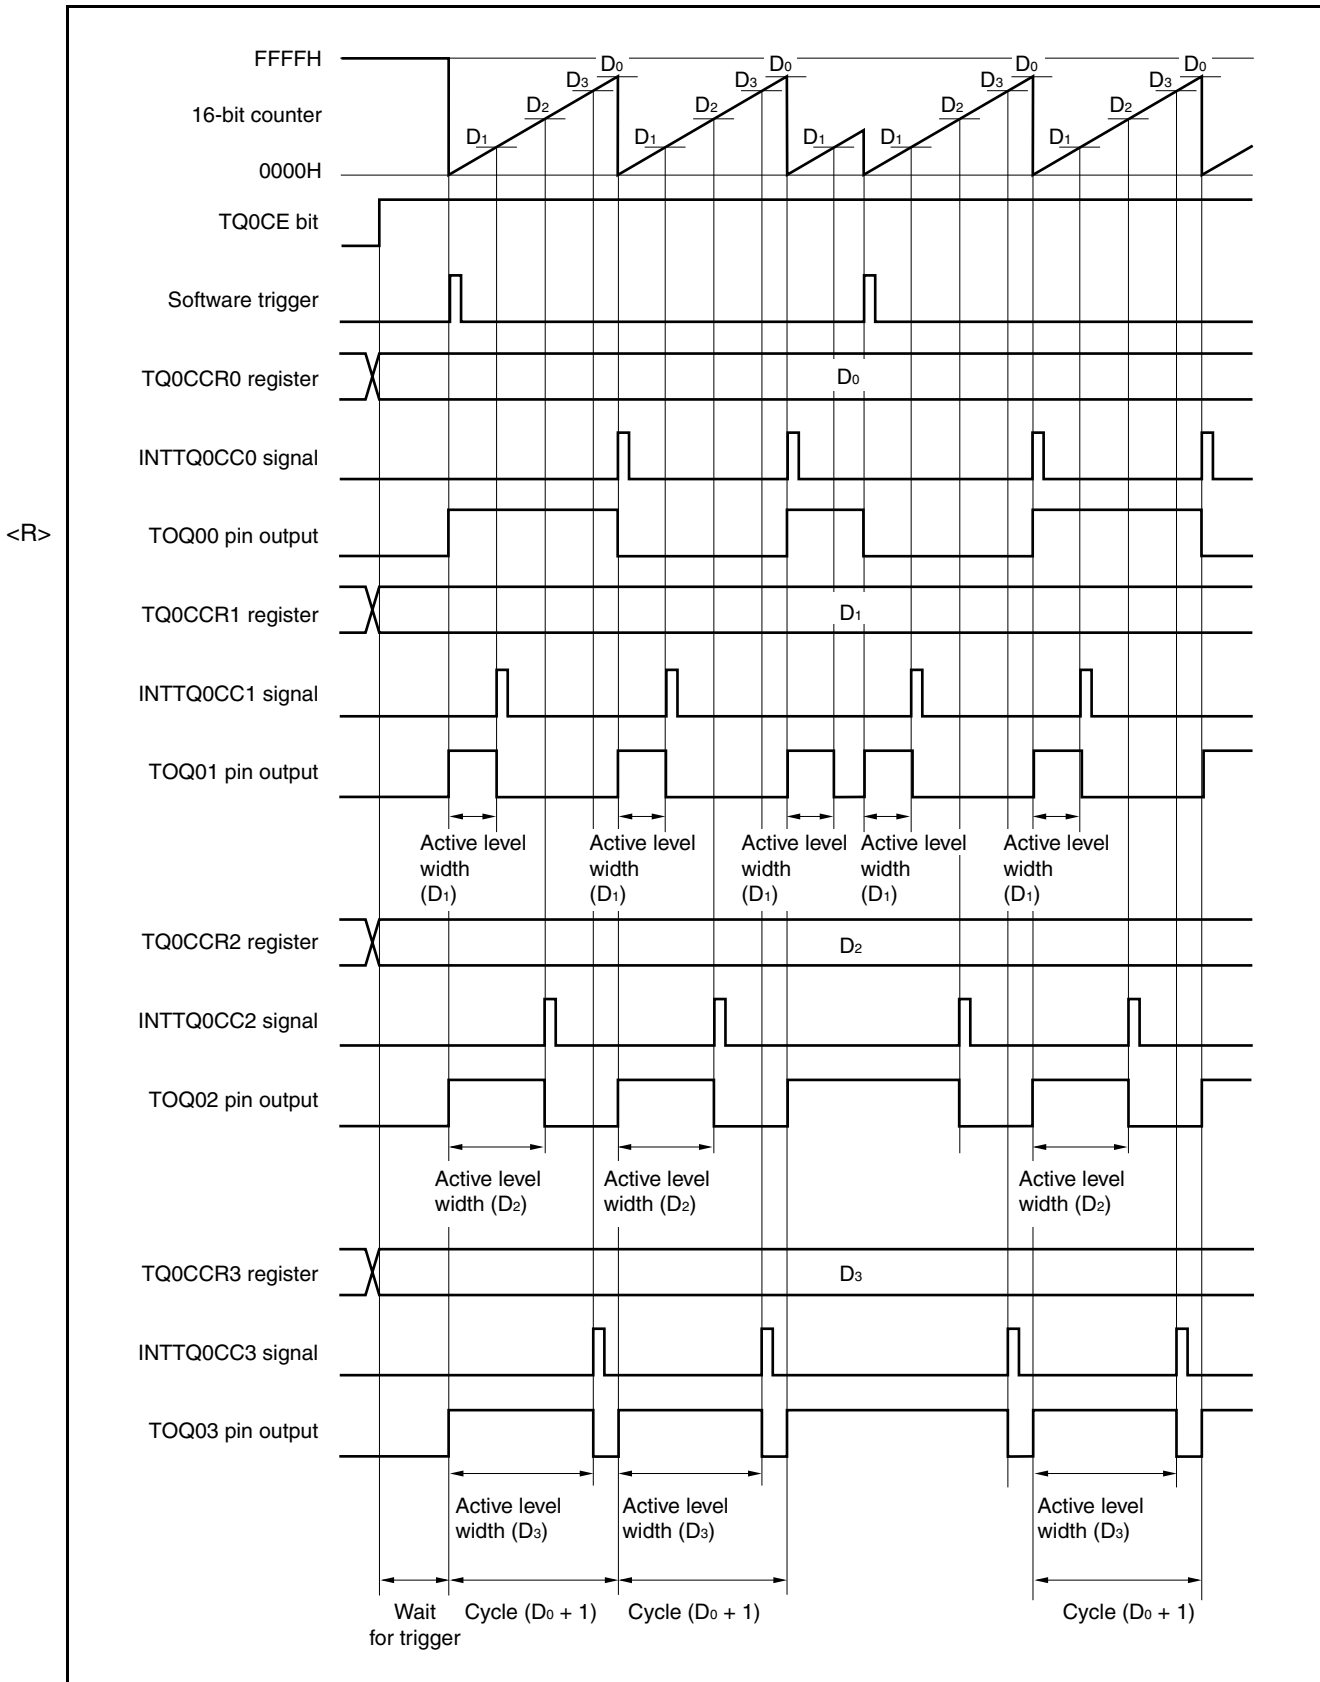 FFFFH
D0 D0 D0 D0
D3 D3 D3 D3
16-bit counter
D2 D2 D2 D2
D1 D1 D1 D1 D1
0000H
TQ0CE bit
Software trigger
TQ0CCR0 register
D0
INTTQ0CC0 signal
<R>
TOQ00 pin output
TQ0CCR1 register
D1
INTTQ0CC1 signal
TOQ01 pin output
Active level Active level Active level Active level Active level
width width width width width
(D1) (D1) (D1) (D1) (D1)
TQ0CCR2 register
D2
INTTQ0CC2 signal
TOQ02 pin output
Active level Active level Active level
width (D2) width (D2) width (D2)
TQ0CCR3 register
D3
INTTQ0CC3 signal
TOQ03 pin output
Active level Active level Active level
width (D3) width (D3) width (D3)
Wait Cycle (D0 + 1) Cycle (D0 + 1) Cycle (D0 + 1)
for trigger